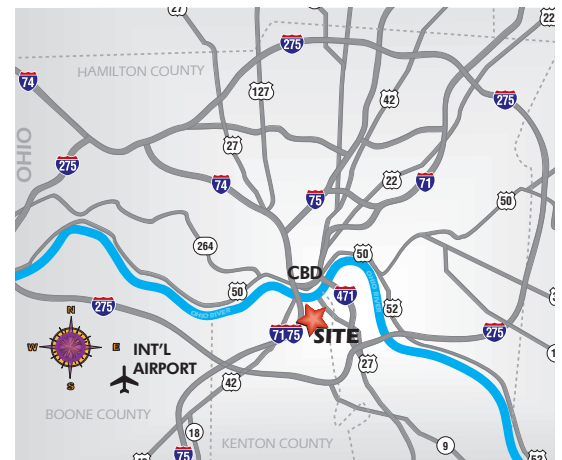 27
22
275
HAMILTON COUNTY
74
127
42
275
OHIO
27
275
74
22
71
75
50
264
50
CBD
50
471
OHIO RIVER
275
OHIO RIVER
52
N
W
E
S
INT'L
AIRPORT
7175
SITE
275
27
42
BOONE COUNTY
18
75
KENTON COUNTY
9
52